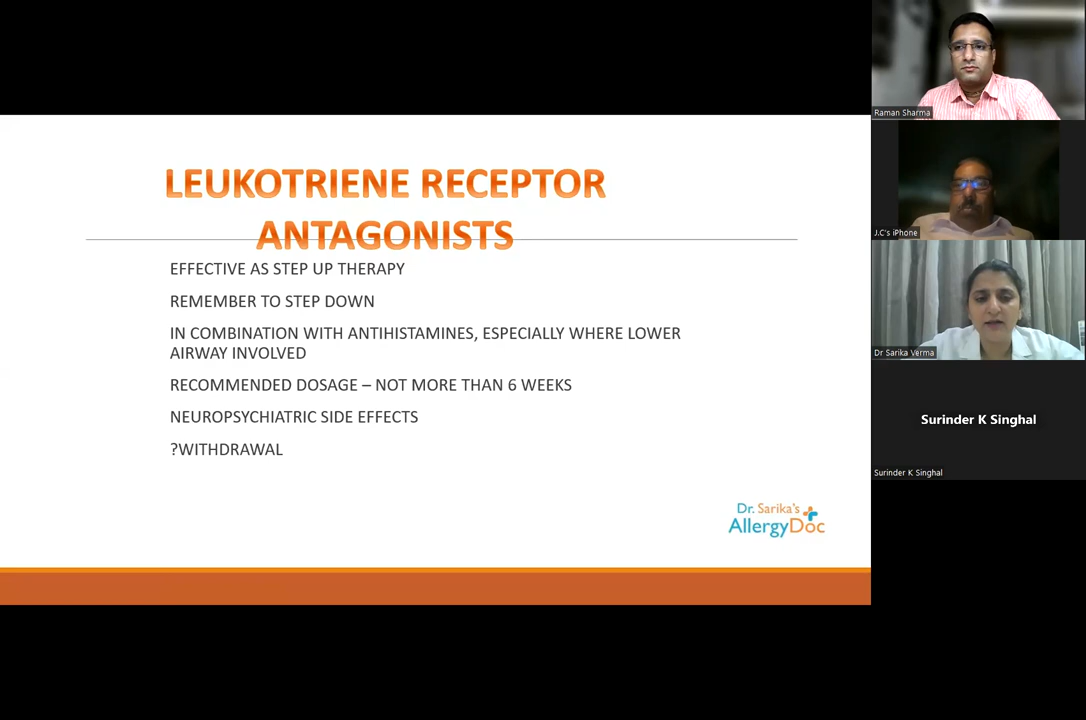 LEUKOTRIENE RECEPTOR
ANTAGONISTS
EFFECTIVE AS STEP UP THERAPY
REMEMBER TO STEP DOWN
IN COMBINATION WITH ANTIHISTAMINES, ESPECIALLY WHERE LOWER
AIRWAY INVOLVED
RECOMMENDED DOSAGE – NOT MORE THAN 6 WEEKS
NEUROPSYCHIATRIC SIDE EFFECTS
?WITHDRAWAL
Dr. Sarika's
AllergyDoc
Raman Sharma
J.C's iPhone
Dr Sarika Verma
Surinder K Singhal
Surinder K Singhal